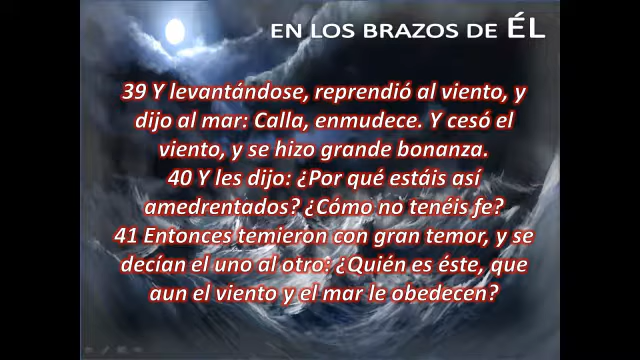 EN LOS BRAZOS DE ÉL
39 Y levantándose, reprendió al viento, y
dijo al mar: Calla, enmudece. Y cesó el
viento, y se hizo grande bonanza.
40 Y les dijo: ¿Por qué estáis así
amedrentados? ¿Cómo no tenéis fe?
41 Entonces temieron con gran temor, y se
decían el uno al otro: ¿Quién es éste, que
aun el viento y el mar le obedecen?